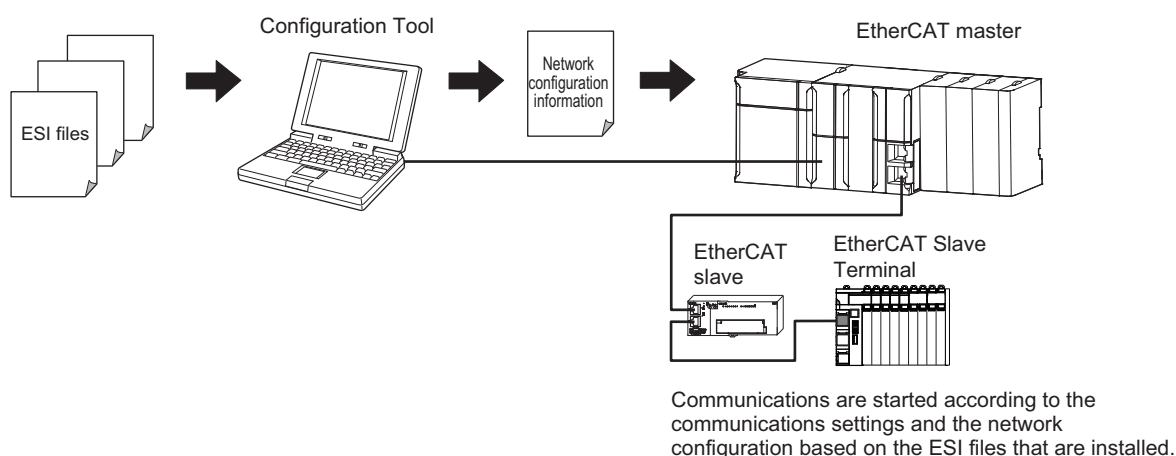 Configuration Tool
EtherCAT master
ESI files
Network
configuration
information
EtherCAT
slave
EtherCAT Slave
Terminal
Communications are started according to the
communications settings and the network
configuration based on the ESI files that are installed.